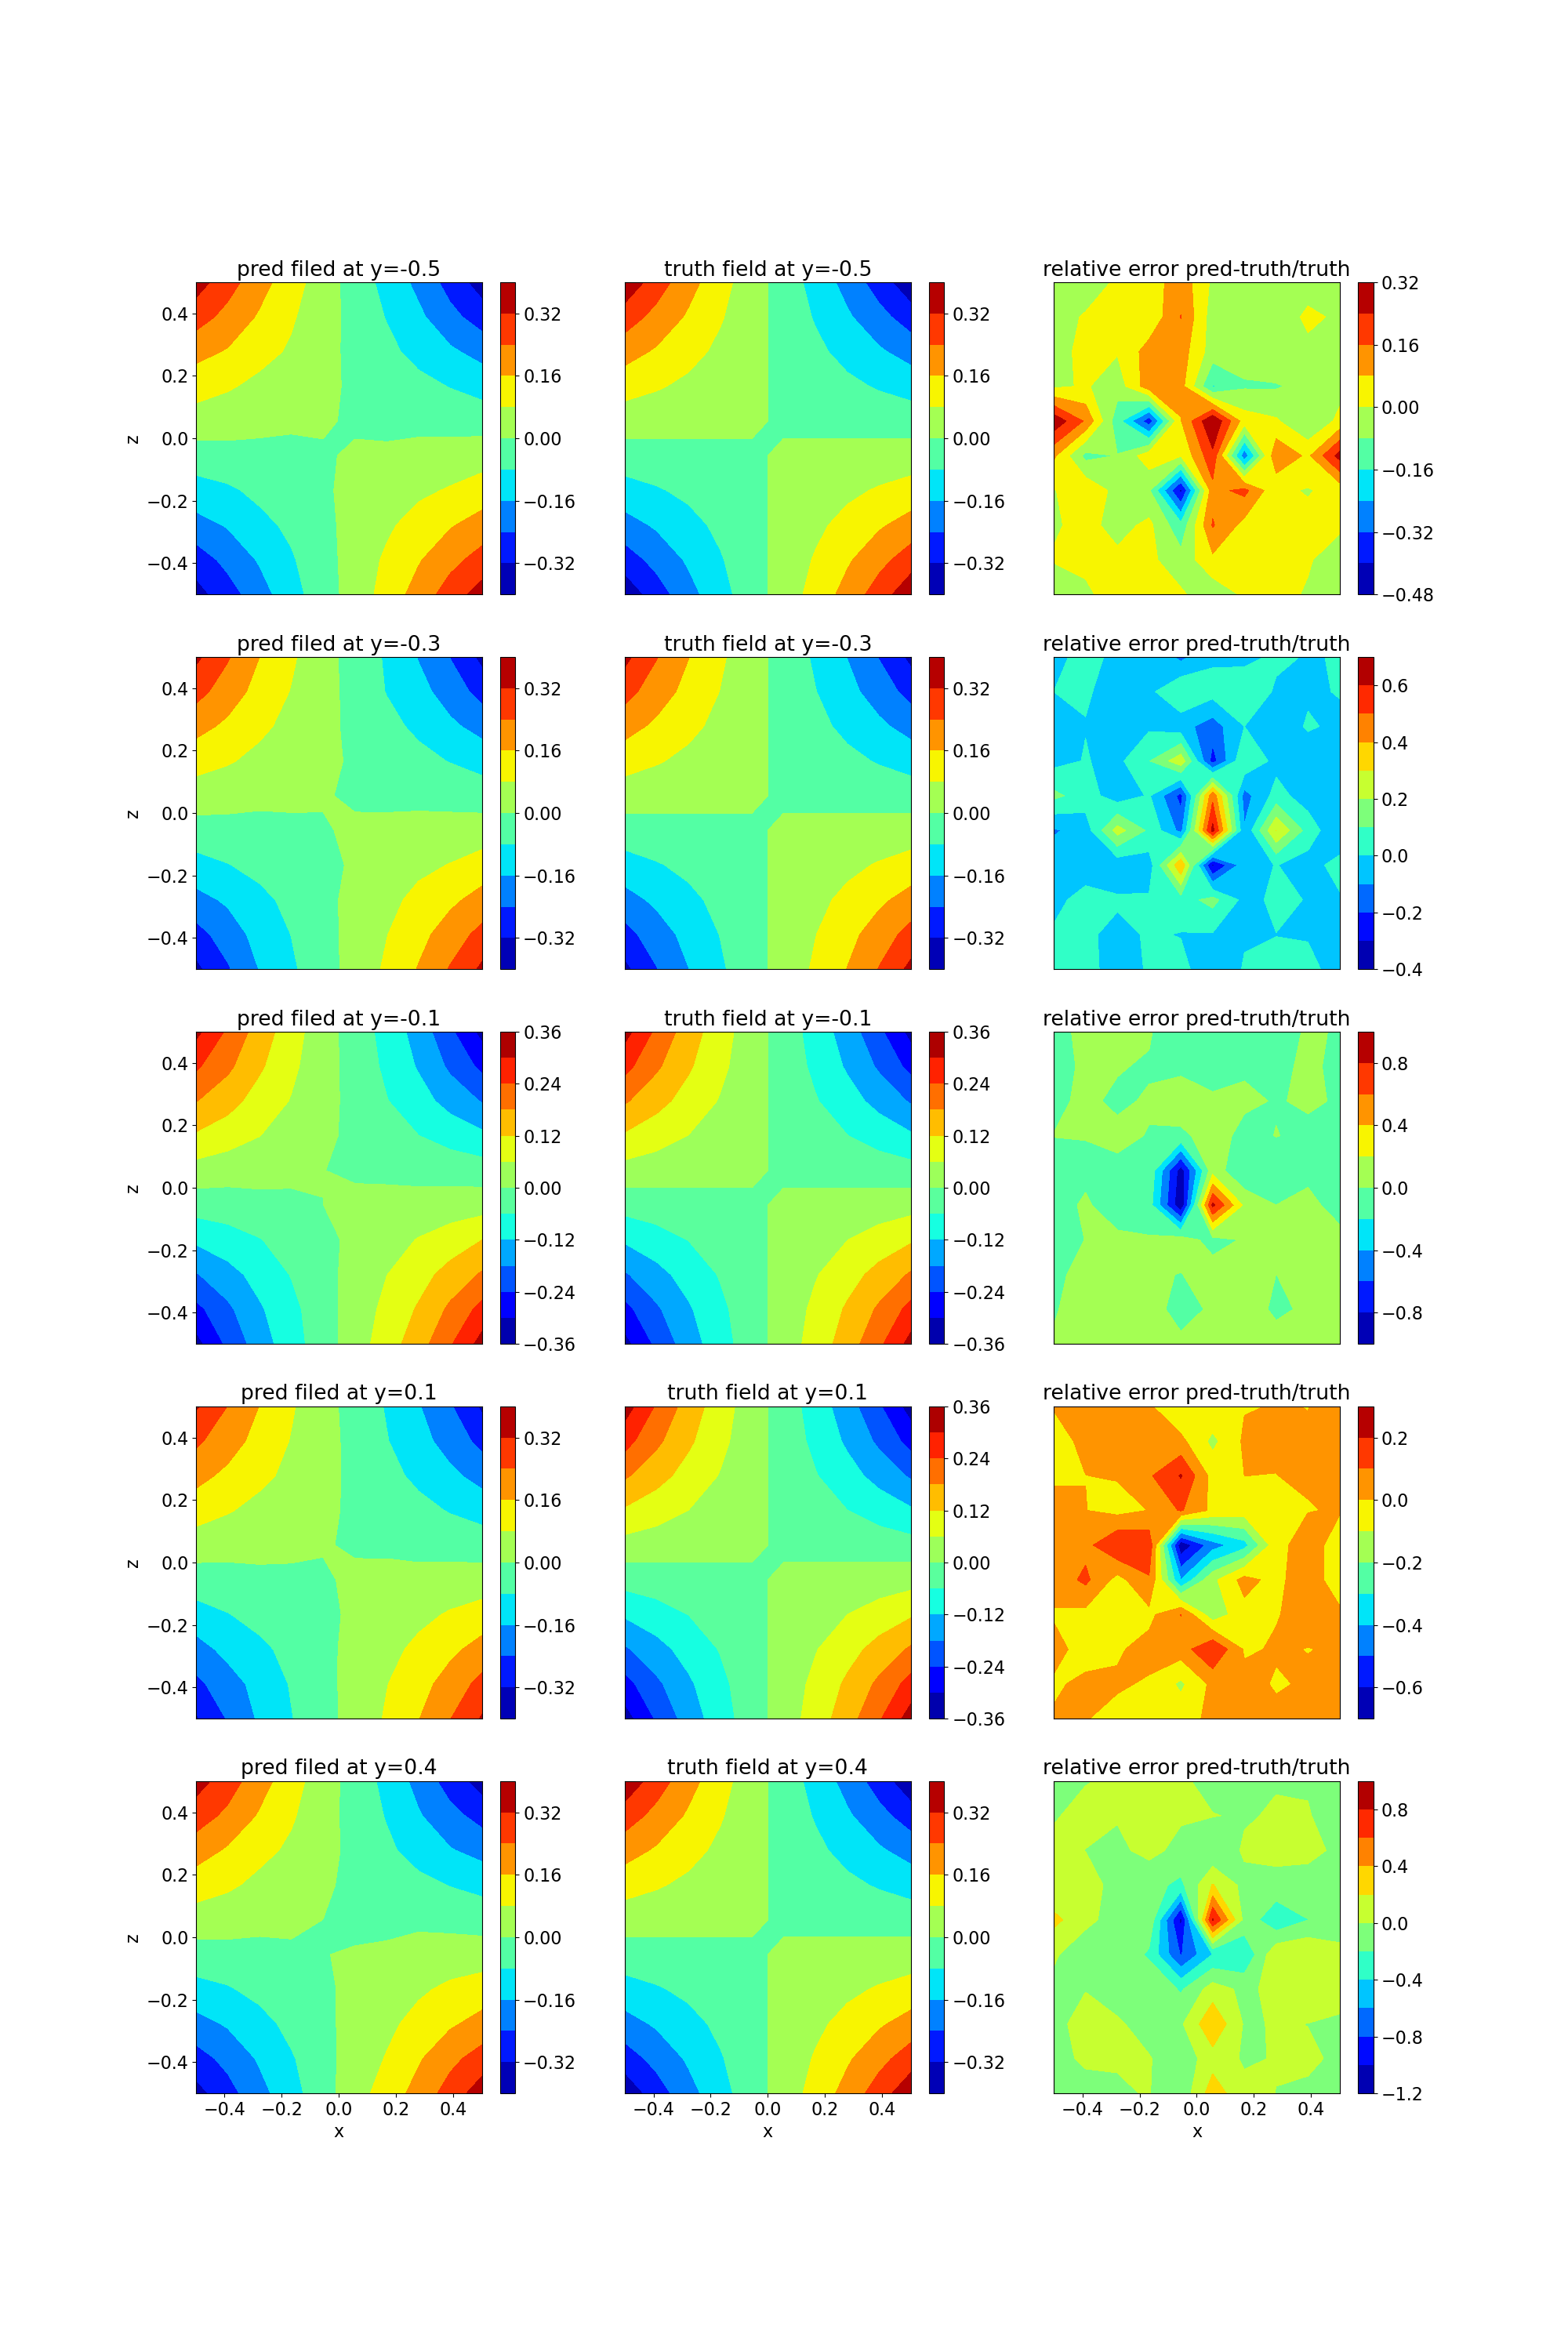 pred filed at y=-0.5 truth field at y=-0.5 relative error pred-truth/truth
z 0.4 0.2 0.0 −0.2 −0.4 0.32 0.16 0.00 −0.16 −0.32 0.32 0.16 0.00 −0.16 −0.32 0.32 0.16 0.00 −0.16 −0.32 −0.48
pred filed at y=-0.3 truth field at y=-0.3 relative error pred-truth/truth
z 0.4 0.2 0.0 −0.2 −0.4 0.32 0.16 0.00 −0.16 −0.32 0.32 0.16 0.00 −0.16 −0.32 0.6 0.4 0.2 0.0 −0.2 −0.4
pred filed at y=-0.1 truth field at y=-0.1 relative error pred-truth/truth
z 0.4 0.2 0.0 −0.2 −0.4 0.36 0.24 0.12 0.00 −0.12 −0.24 −0.36 0.36 0.24 0.12 0.00 −0.12 −0.24 −0.36 0.8 0.4 0.0 −0.4 −0.8
pred filed at y=0.1 truth field at y=0.1 relative error pred-truth/truth
z 0.4 0.2 0.0 −0.2 −0.4 0.32 0.16 0.00 −0.16 −0.32 0.36 0.24 0.12 0.00 −0.12 −0.24 −0.36 0.2 0.0 −0.2 −0.4 −0.6
pred filed at y=0.4 truth field at y=0.4 relative error pred-truth/truth
z 0.4 0.2 0.0 −0.2 −0.4 0.32 0.16 0.00 −0.16 −0.32 0.32 0.16 0.00 −0.16 −0.32 0.8 0.4 0.0 −0.4 −0.8 −1.2
−0.4 −0.2 0.0 0.2 0.4 −0.4 −0.2 0.0 0.2 0.4 −0.4 −0.2 0.0 0.2 0.4
x x x